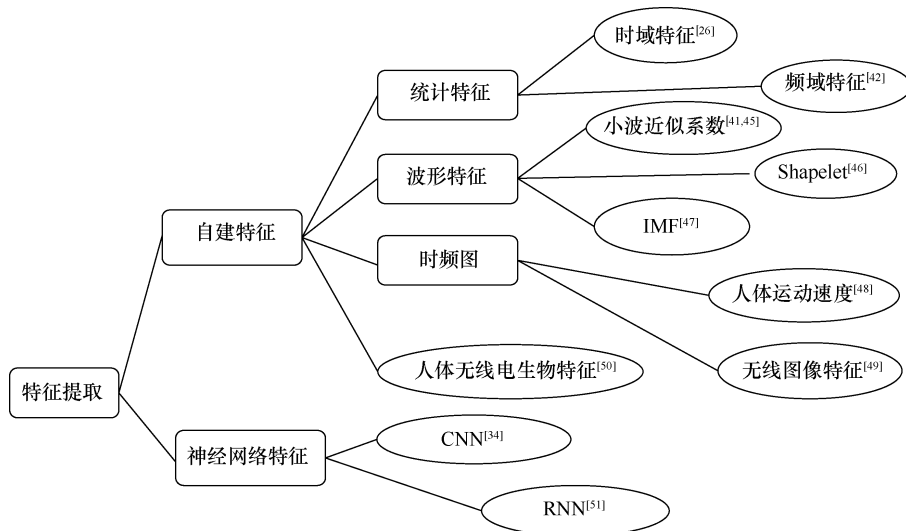 时域特征[26]
统计特征
频域特征[42]
小波近似系数[41,45]
波形特征
Shapelet[46]
IMF[47]
自建特征
时频图
人体运动速度[48]
人体无线电生物特征[50]
无线图像特征[49]
特征提取
CNN[34]
神经网络特征
RNN[51]